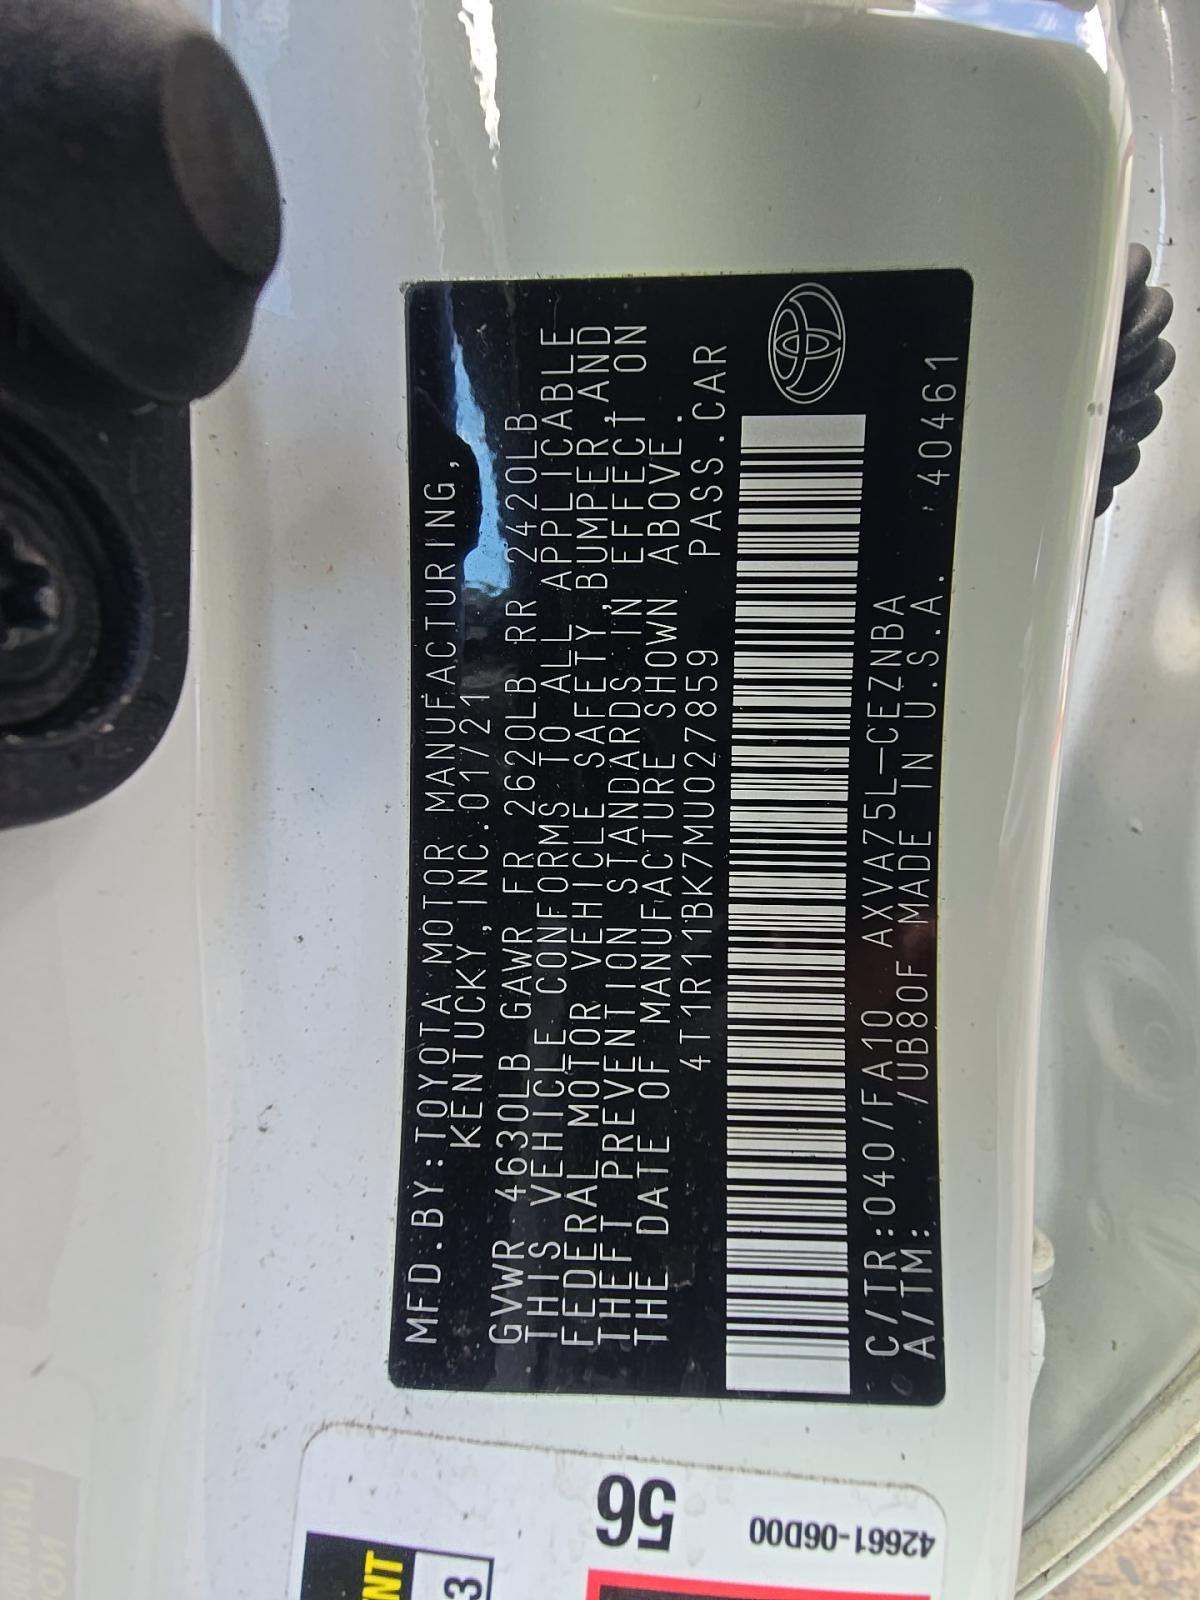 MFD.BY:TOYOTA MOTOR MANUFACTURING,
KENTUCKY,INC.01/21
GVWR 4630LB GAWR FR 2620LB RR 2420LB
THIS VEHICLE CONFORMS TO ALL APPLICABLE
FEDERAL MOTOR VEHICLE SAFETY,BUMPER,AND
THEFT PREVENTION STANDARDS IN EFFECT ON
THE DATE OF MANUFACTURE SHOWN ABOVE.
4T1R11BK7MU027859 PASS.CAR
C/TR:040/FA10 AXVA75L-CEZNBA
A/TM: /UB80F MADE IN U.S.A. 40461
56
42661-06D00
3